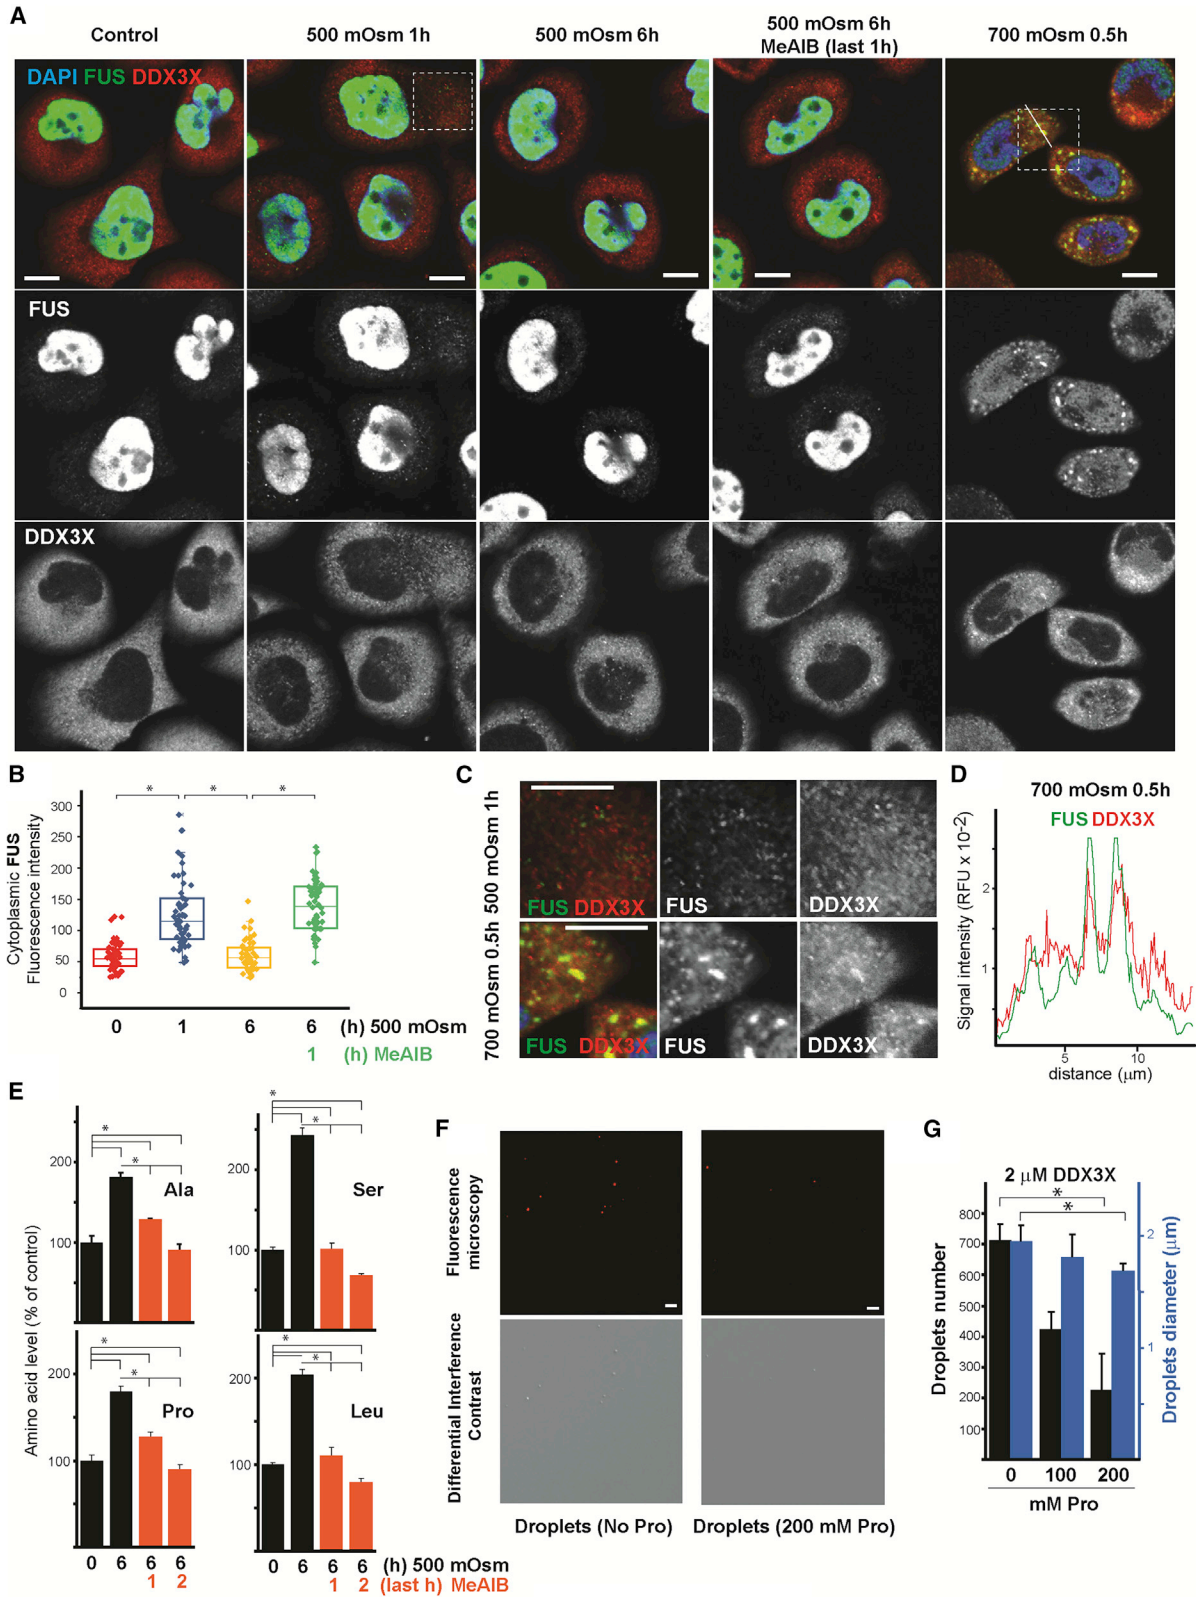 A
Control
500 mOsm 1h
500 mOsm 6h
500 mOsm 6h
MeAIB (last 1h)
700 mOsm 0.5h
DAPI FUS DDX3X
FUS
DDX3X
B
Cytoplasmic FUS
Fluorescence intensity
300
250
200
150
100
50
0
* * *
0 1 6 6 (h) 500 mOsm
1 (h) MeAIB
C
500 mOsm 1h
FUS DDX3X
FUS
DDX3X
700 mOsm 0.5h
FUS DDX3X
FUS
DDX3X
D
700 mOsm 0.5h
FUS DDX3X
Signal intensity (RFU x 10-2)
2
1
5 10
distance (μm)
E
Amino acid level (% of control)
*
*
200
100
Ala
*
*
200
100
Ser
*
*
200
100
Pro
*
*
200
100
Leu
0 6 6 6
1 2
0 6 6 6 (h) 500 mOsm
1 2 (last h) MeAIB
F
Fluorescence
microscopy
Differential Interference
Contrast
Droplets (No Pro)
Droplets (200 mM Pro)
G
2 μM DDX3X
*
*
Droplets number
800
700
600
500
400
300
200
100
2
1
Droplets diameter (μm)
0 100 200
mM Pro